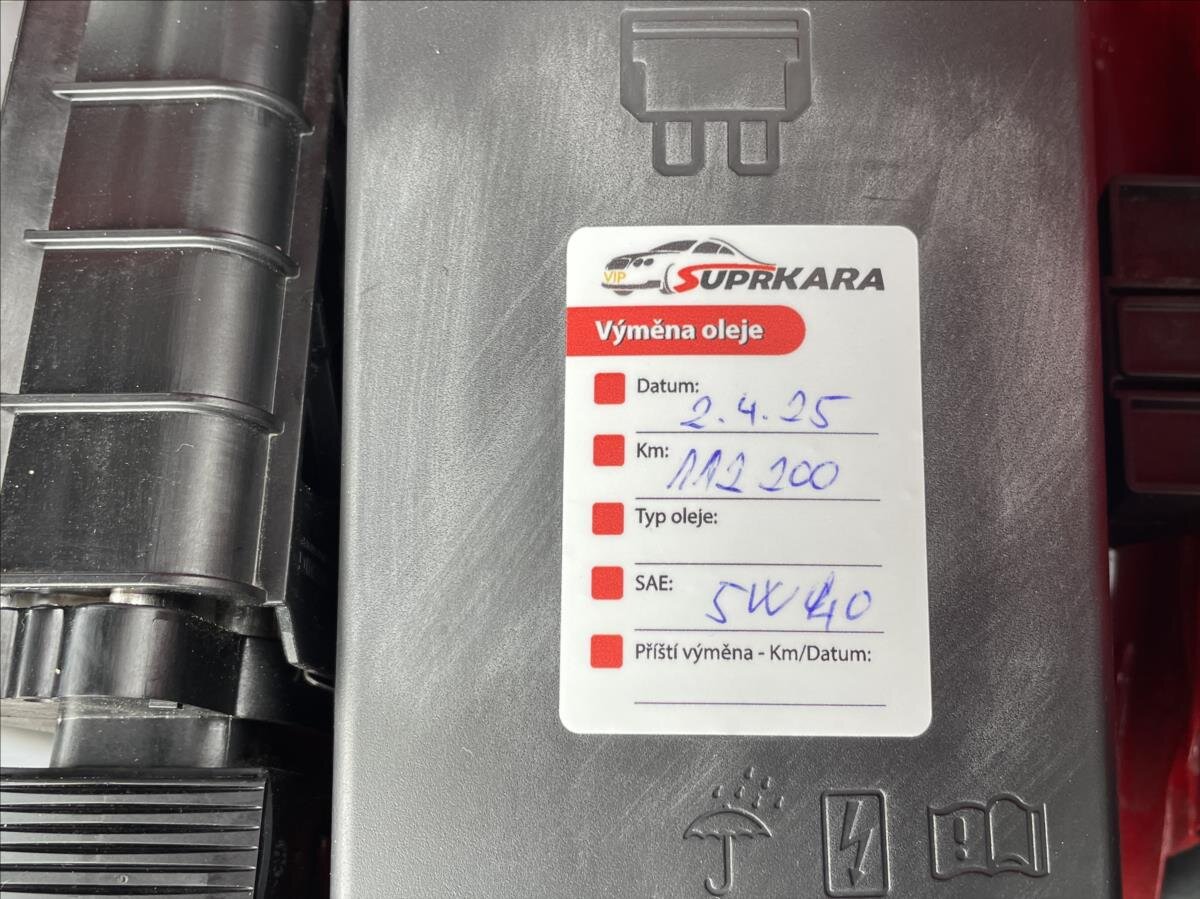 VIP
SUPRKARA
Výměna oleje
Datum: 2.4.25
Km: 112 200
Typ oleje:
SAE: 5W40
Příští výměna - Km/Datum: